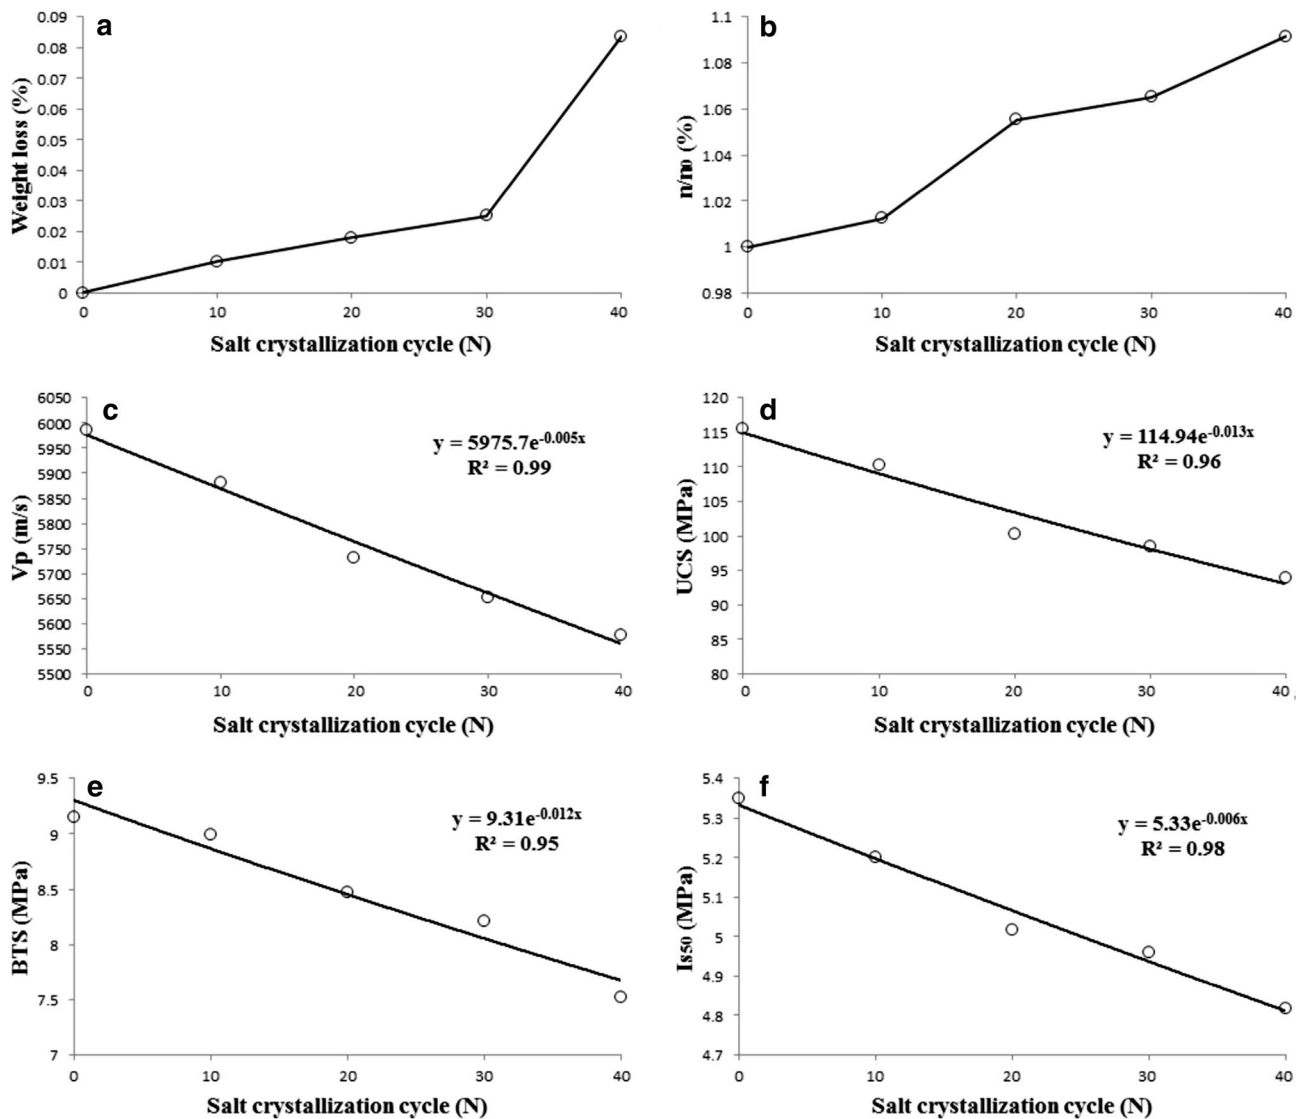 a
0.09
0.08
0.07
0.06
0.05
0.04
0.03
0.02
0.01
0
Weight loss (%)
0 10 20 30 40
Salt crystallization cycle (N)
b
1.1
1.08
1.06
1.04
1.02
1
0.98
n/n₀ (%)
0 10 20 30 40
Salt crystallization cycle (N)
c
6050
6000
5950
5900
5850
5800
5750
5700
5650
5600
5550
5500
Vp (m/s)
y = 5975.7e^-0.005x
R² = 0.99
0 10 20 30 40
Salt crystallization cycle (N)
d
120
115
110
105
100
95
90
85
80
UCS (MPa)
y = 114.94e^-0.013x
R² = 0.96
0 10 20 30 40
Salt crystallization cycle (N)
e
9.5
9
8.5
8
7.5
7
BTS (MPa)
y = 9.31e^-0.012x
R² = 0.95
0 10 20 30 40
Salt crystallization cycle (N)
f
5.4
5.3
5.2
5.1
5
4.9
4.8
4.7
Is₅₀ (MPa)
y = 5.33e^-0.006x
R² = 0.98
0 10 20 30 40
Salt crystallization cycle (N)